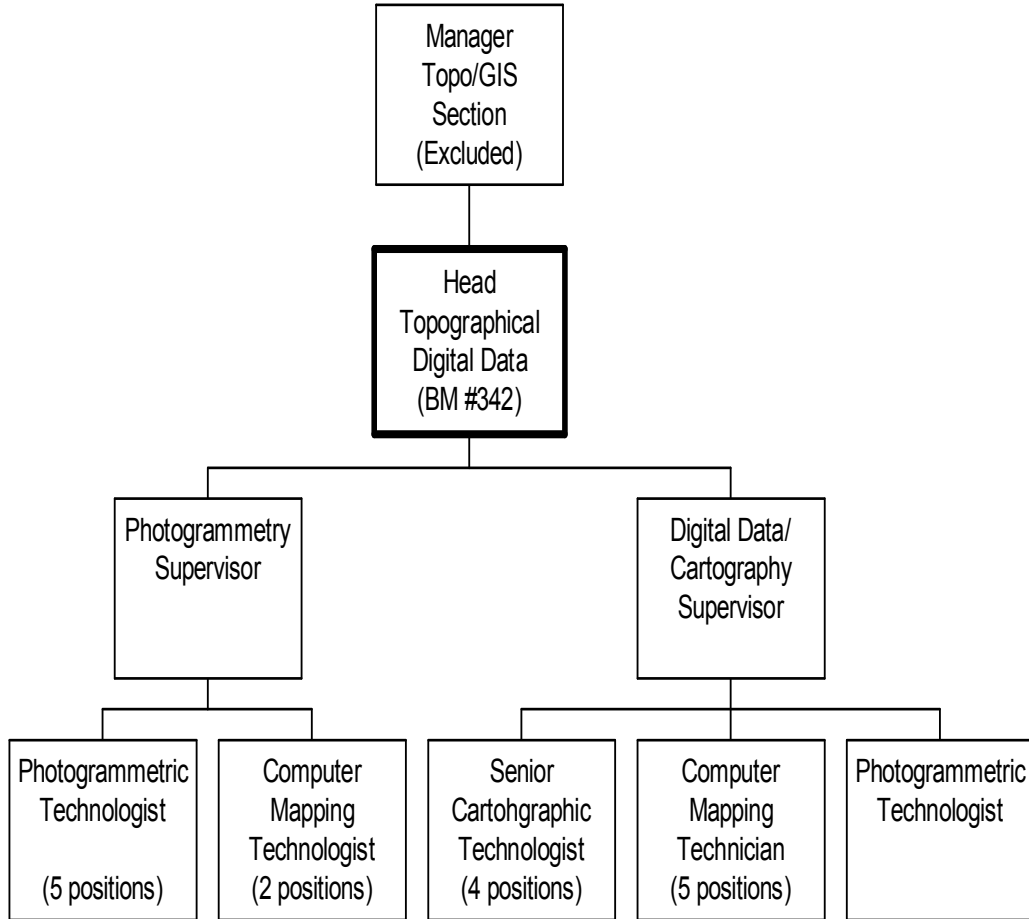 Manager
Topo/GIS
Section
(Excluded)
Head
Topographical
Digital Data
(BM #342)
Photogrammetry
Supervisor
Digital Data/
Cartography
Supervisor
Photogrammetric
Technologist
(5 positions)
Computer
Mapping
Technologist
(2 positions)
Senior
Cartohgraphic
Technologist
(4 positions)
Computer
Mapping
Technician
(5 positions)
Photogrammetric
Technologist